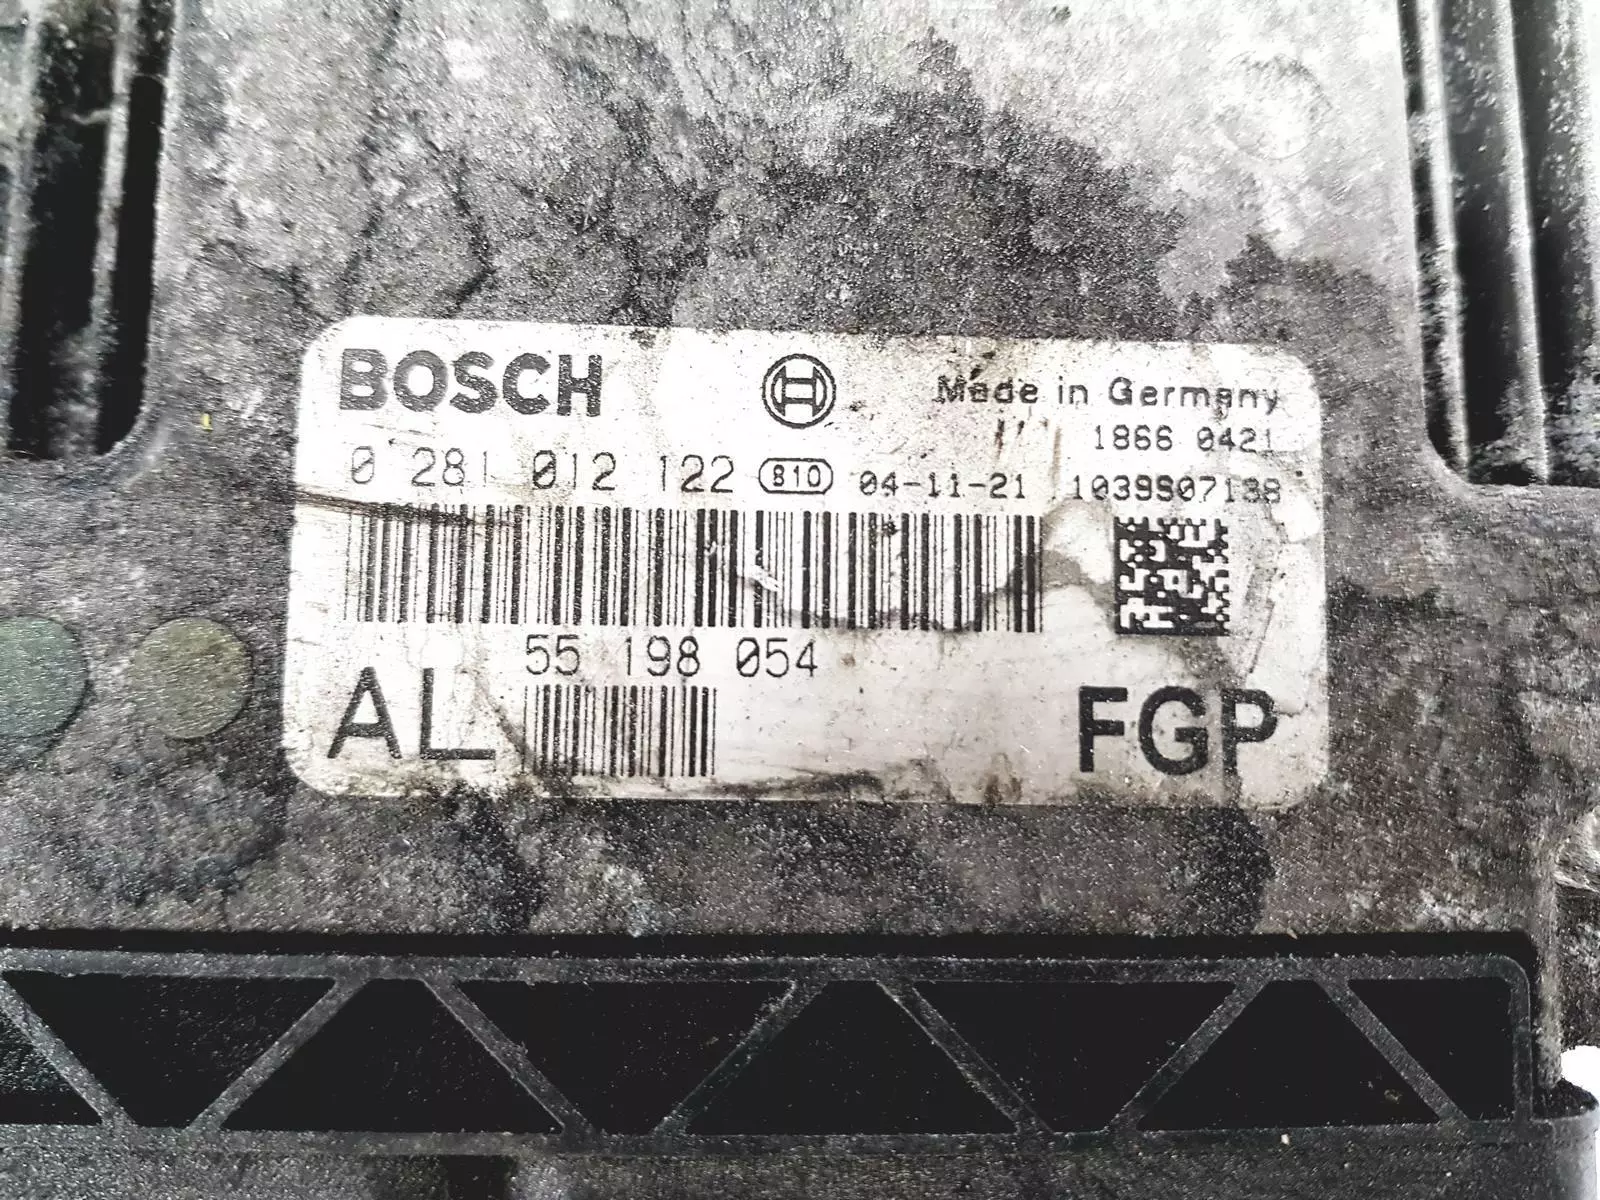 BOSCH
Made in Germany
1866 0421
0 281 012 122 810 04-11-21 1039S07138
55 198 054
AL
FGP